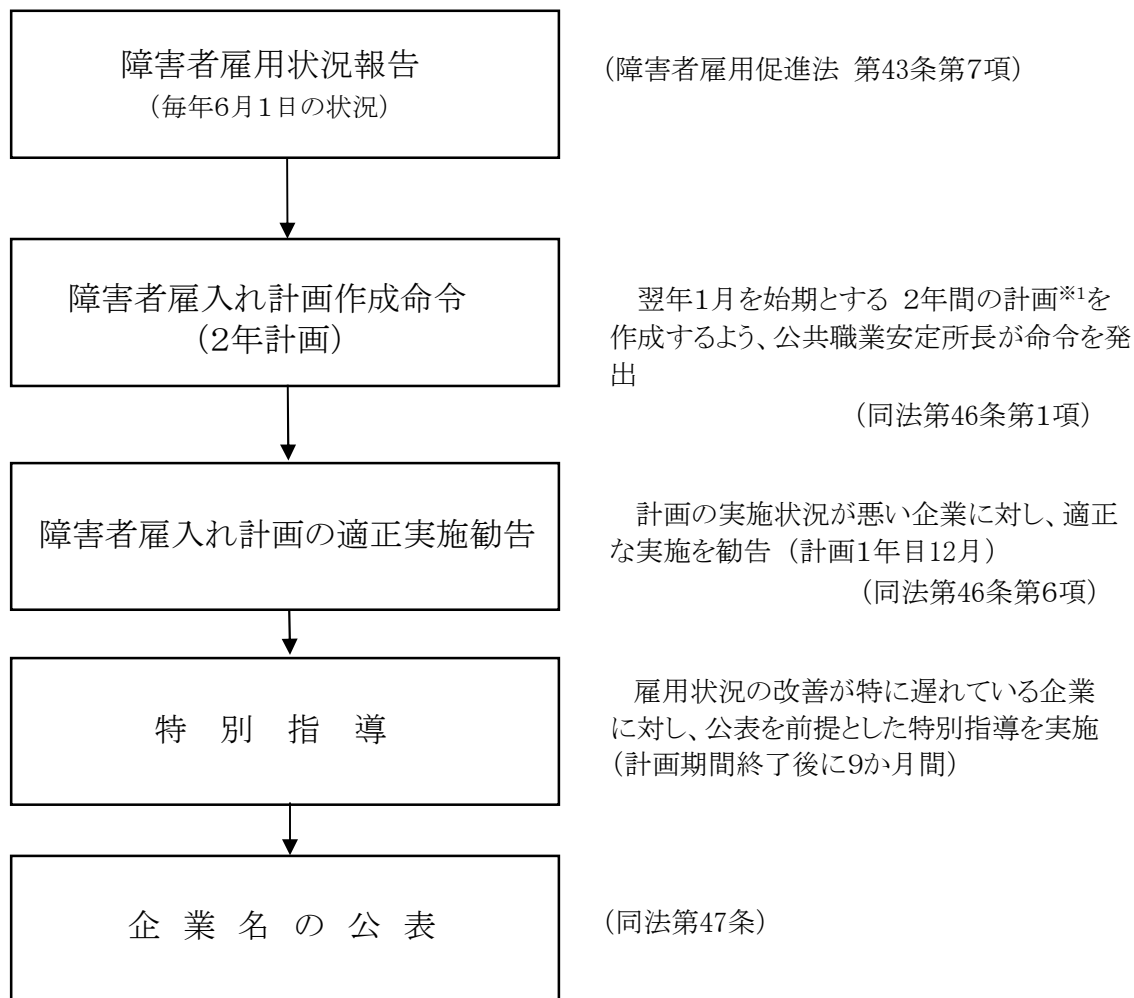 障害者雇用状況報告
（毎年6月１日の状況）
（障害者雇用促進法 第43条第７項）
障害者雇入れ計画作成命令
（2年計画）
翌年１月を始期とする ２年間の計画※1を
作成するよう、公共職業安定所長が命令を発
出
（同法第46条第１項）
障害者雇入れ計画の適正実施勧告
計画の実施状況が悪い企業に対し、適正
な実施を勧告 （計画１年目12月）
（同法第46条第６項）
特 別 指 導
雇用状況の改善が特に遅れている企業
に対し、公表を前提とした特別指導を実施
（計画期間終了後に９か月間）
企 業 名 の 公 表
（同法第47条）